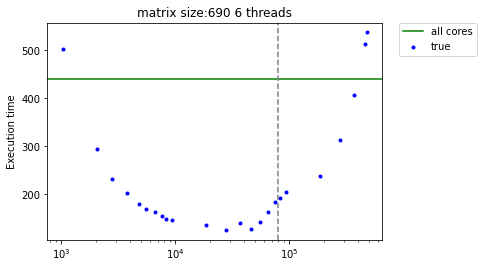 matrix size:690 6 threads
all cores
true
Execution time
500
400
300
200
10³ 10⁴ 10⁵